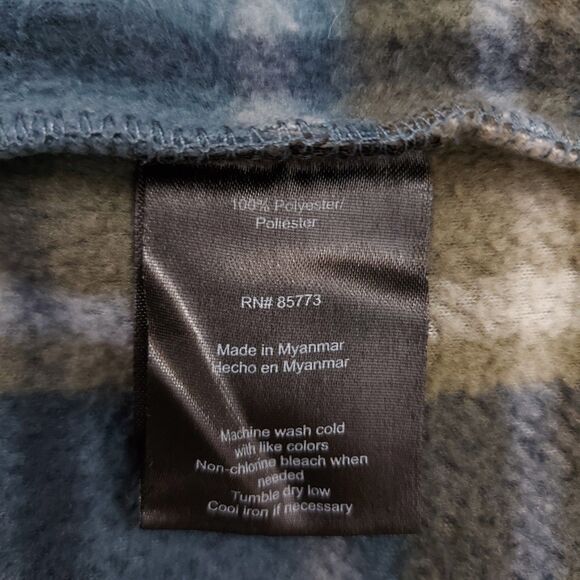 100% Polyester/
Poliéster
RN# 85773
Made in Myanmar
Hecho en Myanmar
Machine wash cold
with like colors
Non-chlorine bleach when
needed
Tumble dry low
Cool iron if necessary